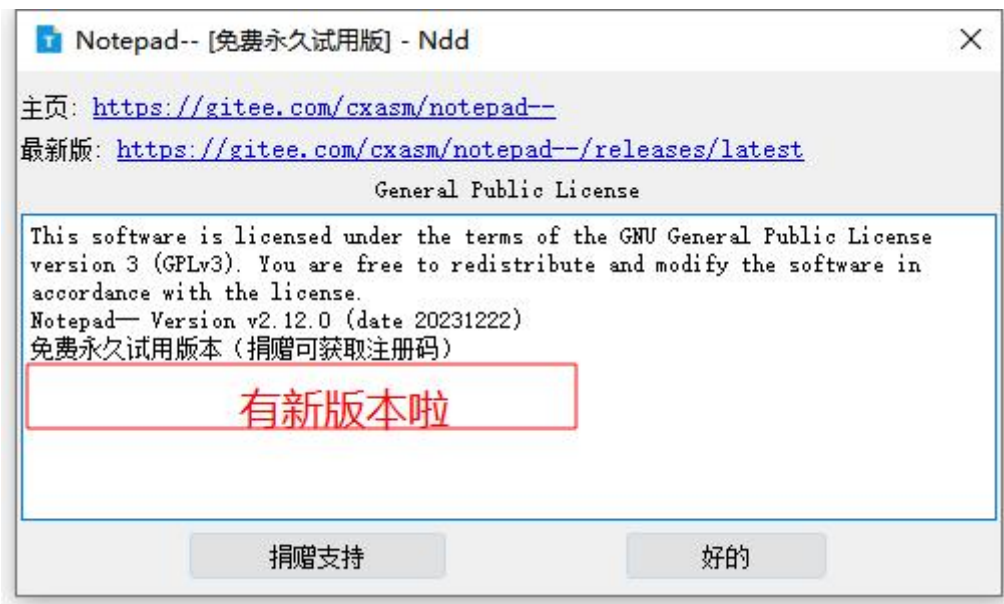 Notepad-- [免费永久试用版] - Ndd
主页: https://gitee.com/cxasm/notepad--
最新版: https://gitee.com/cxasm/notepad--/releases/latest
General Public License
This software is licensed under the terms of the GNU General Public License
version 3 (GPLv3). You are free to redistribute and modify the software in
accordance with the license.
Notepad-- Version v2.12.0 (date 20231222)
免费永久试用版本（捐赠可获取注册码）
有新版本啦
捐赠支持
好的